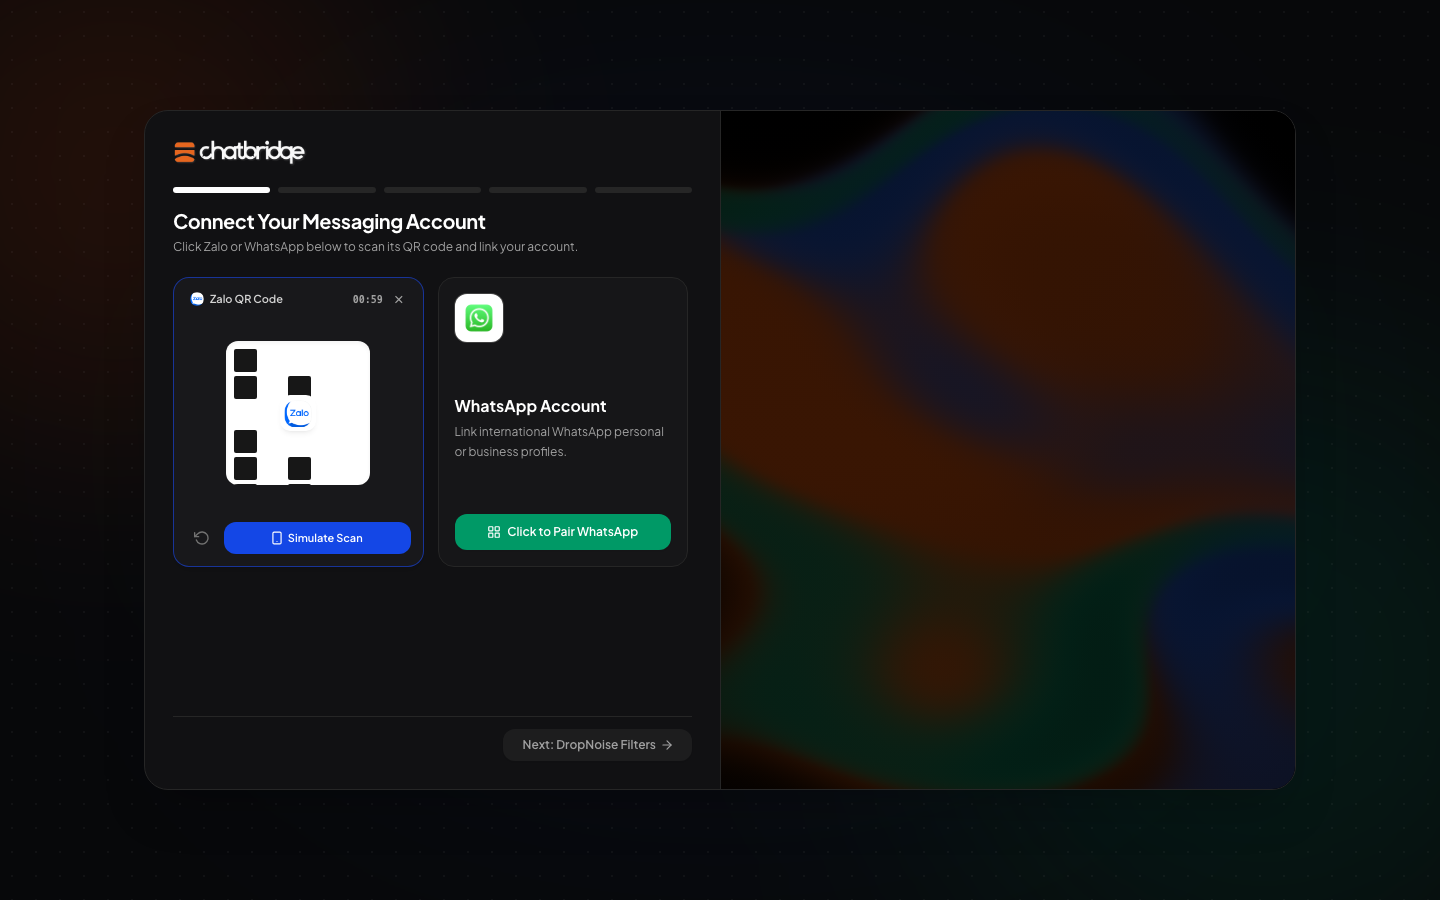 chatbridge
Connect Your Messaging Account
Click Zalo or WhatsApp below to scan its QR code and link your account.
Zalo QR Code
00:59
Zalo
Simulate Scan
WhatsApp Account
Link international WhatsApp personal
or business profiles.
Click to Pair WhatsApp
Next: DropNoise Filters